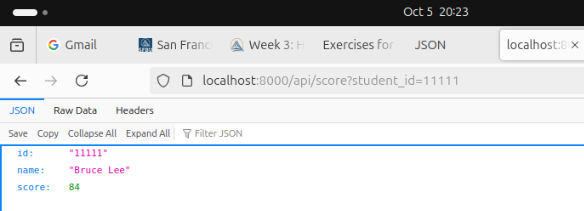 Oct 5 20:23
Gmail
San Franc
Week 3: H
Exercises for
JSON
localhost:8
localhost:8000/api/score?student_id=11111
JSON Raw Data Headers
Save Copy Collapse All Expand All Filter JSON
id: "11111"
name: "Bruce Lee"
score: 84